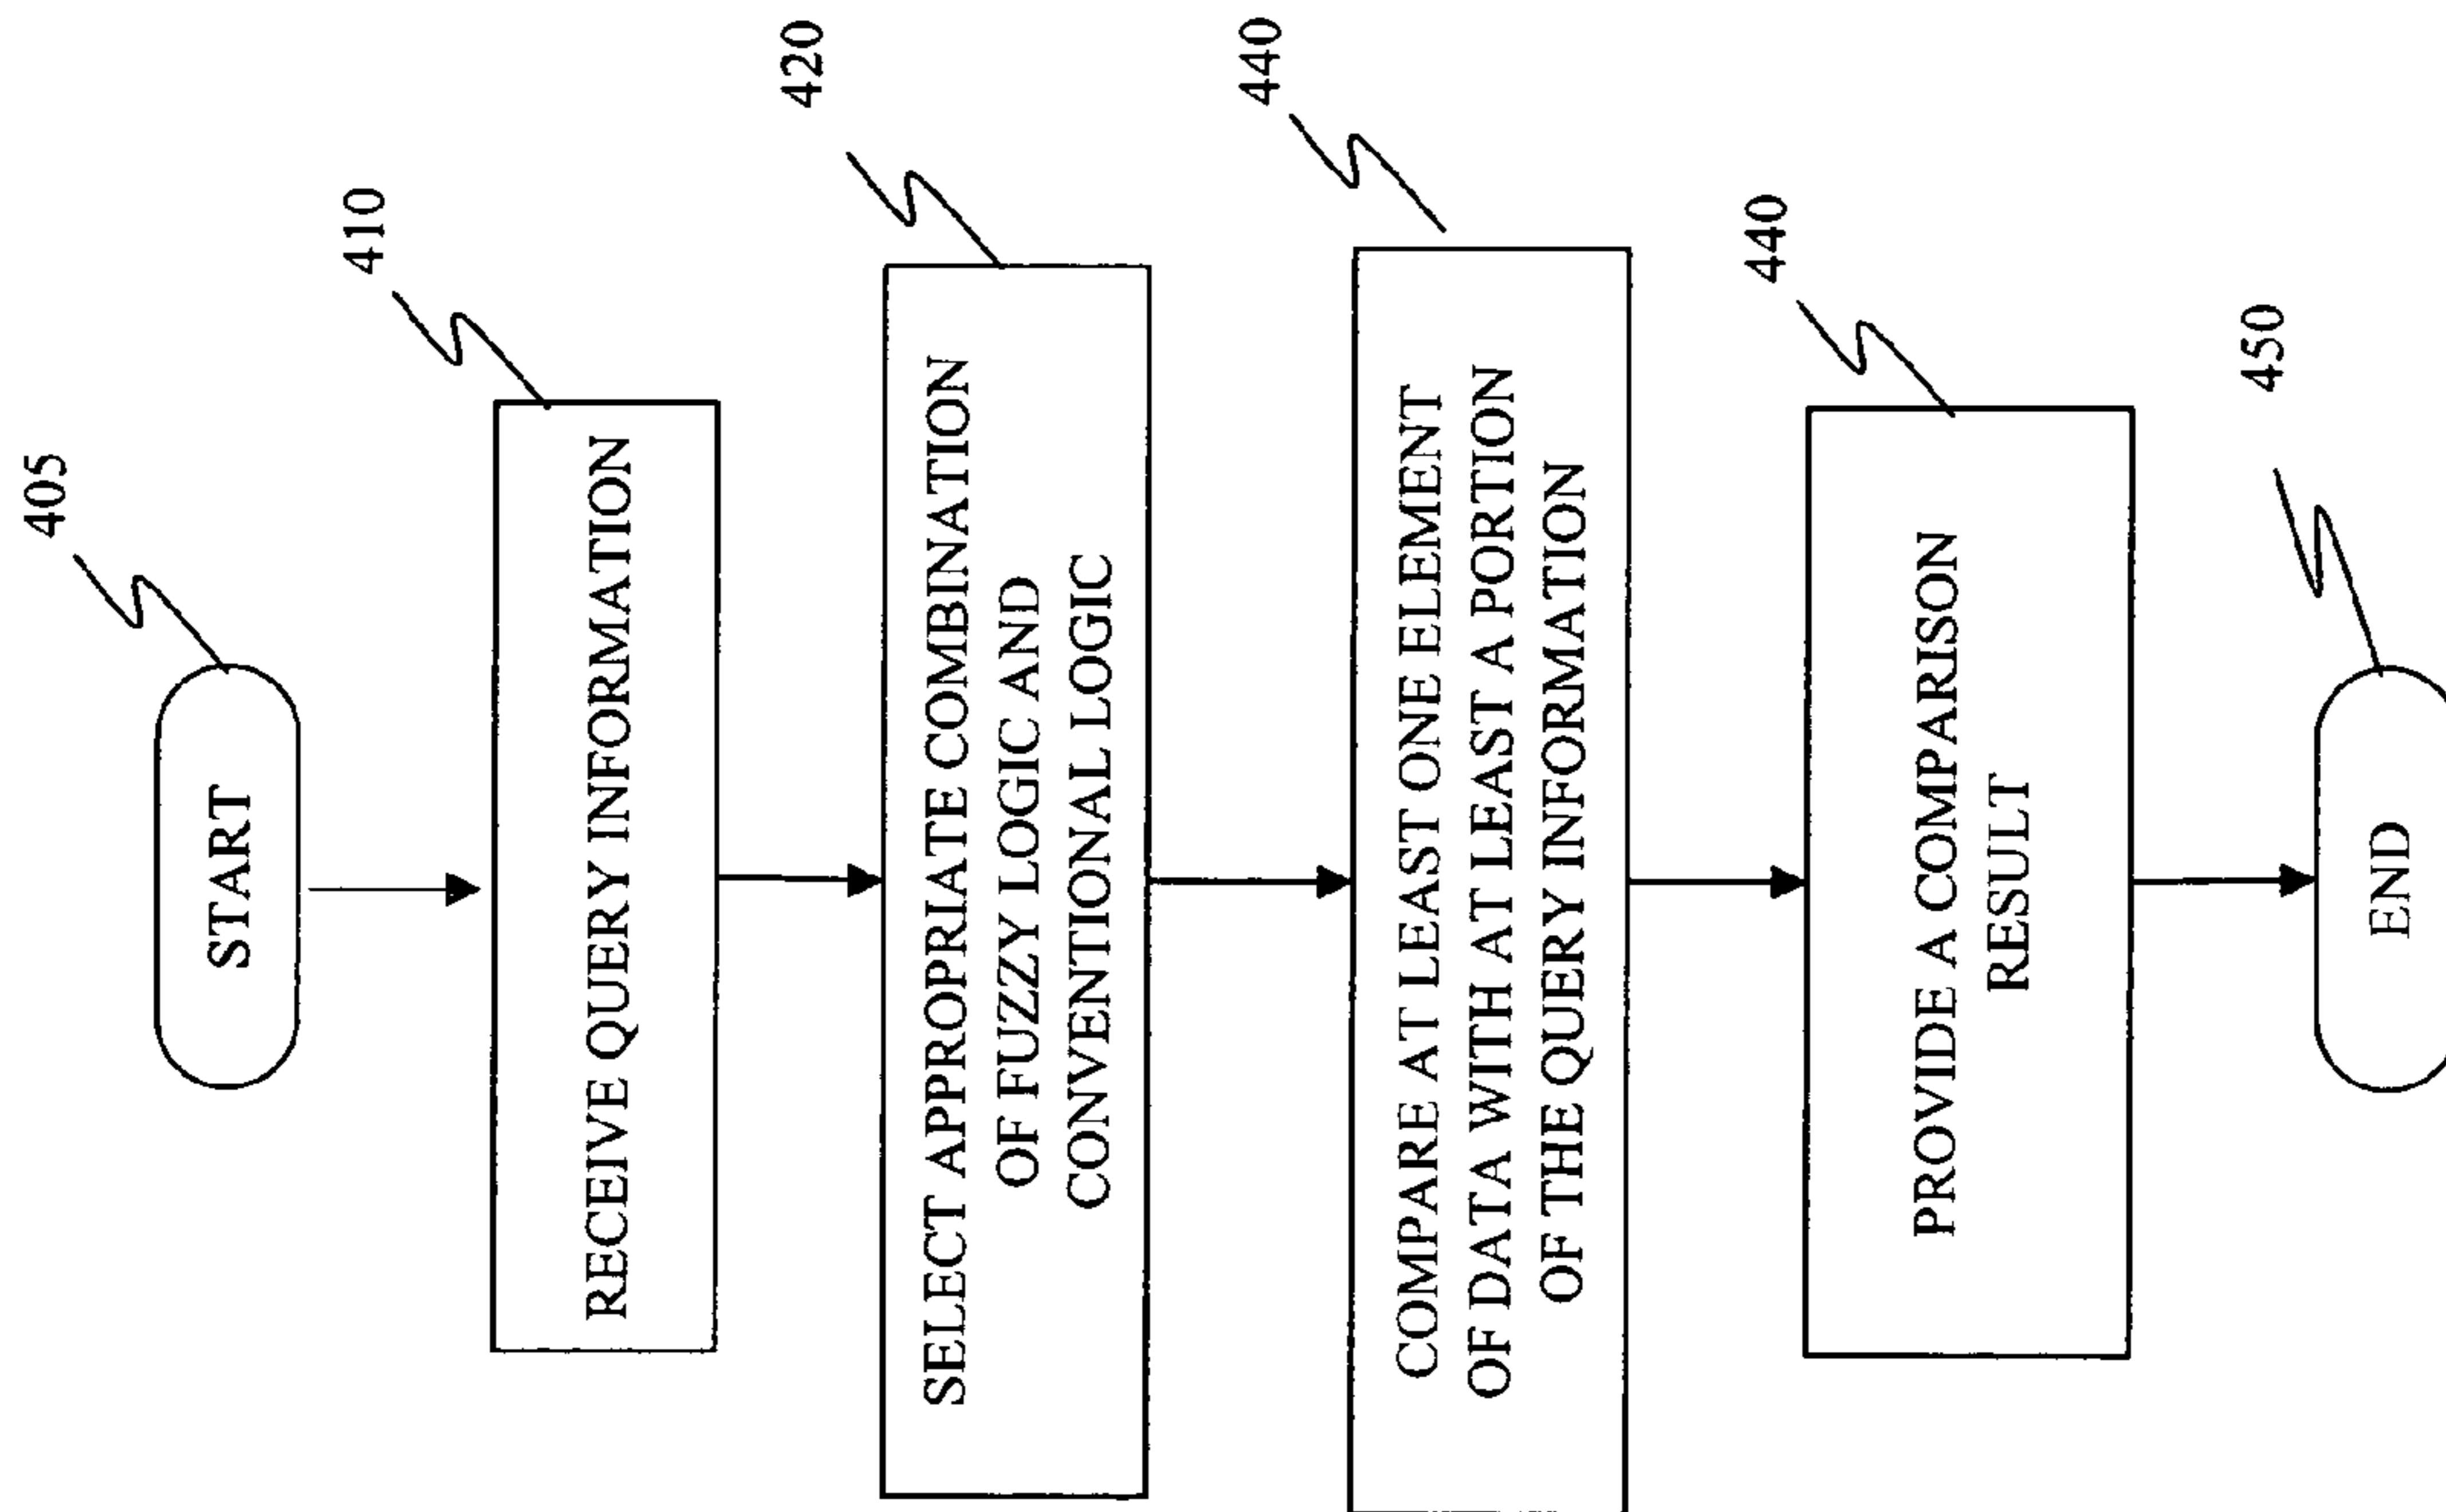 405
START
410
RECEIVE QUERY INFORMATION
420
SELECT APPROPRIATE COMBINATION
OF FUZZY LOGIC AND
CONVENTIONAL LOGIC
440
COMPARE AT LEAST ONE ELEMENT
OF DATA WITH AT LEAST A PORTION
OF THE QUERY INFORMATION
440
PROVIDE A COMPARISON
RESULT
450
END